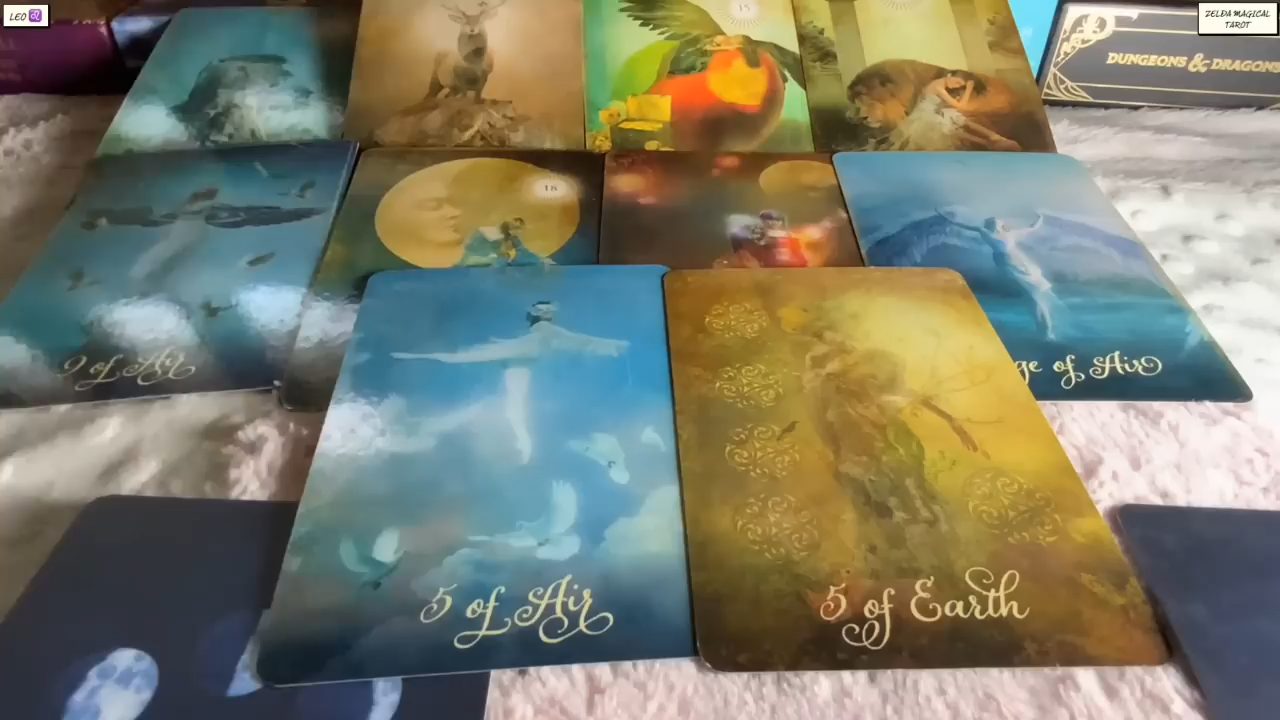 LEO ♌
ZELDA MAGICAL
TAROT
DUNGEONS & DRAGONS
15
18
9 of Air
ge of Air
5 of Air
5 of Earth